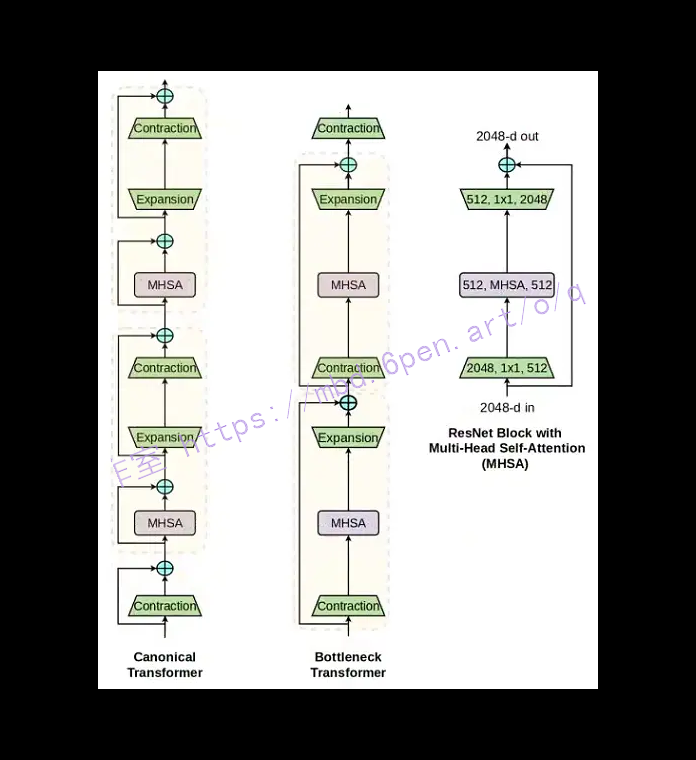 Contraction
Expansion
MHSA
Contraction
Expansion
MHSA
Contraction
Canonical
Transformer
Contraction
Expansion
MHSA
Contraction
Expansion
MHSA
Contraction
Bottleneck
Transformer
2048-d out
512, 1x1, 2048
512, MHSA, 512
2048, 1x1, 512
2048-d in
ResNet Block with
Multi-Head Self-Attention
(MHSA)
F室 https://mbd.6pen.art/o/q